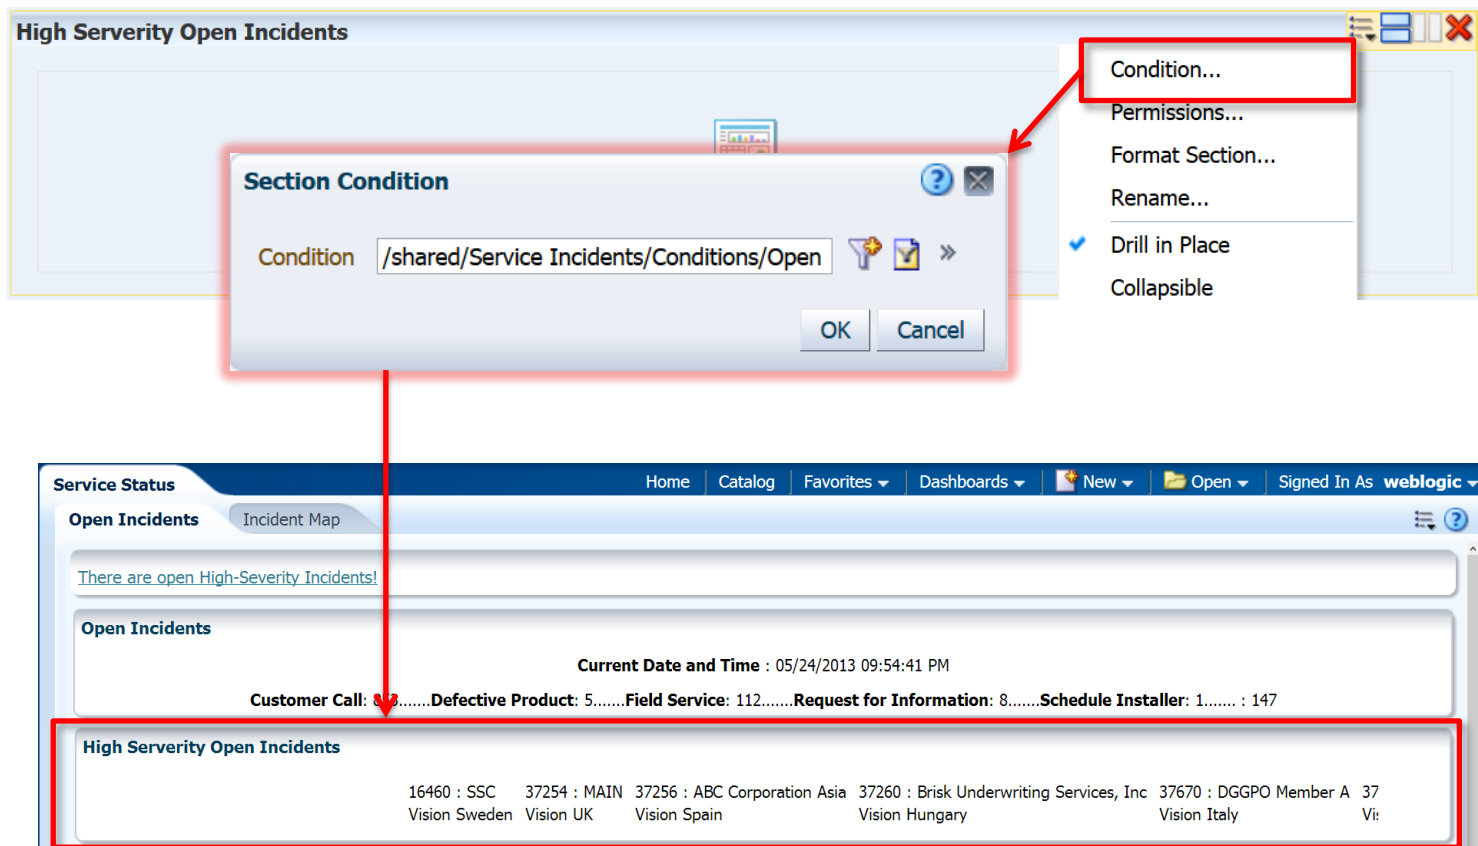 High Serverity Open Incidents
Condition...
Permissions...
Format Section...
Rename...
Drill in Place
Collapsible
Section Condition
Condition /shared/Service Incidents/Conditions/Open
OK Cancel
Service Status Home Catalog Favorites Dashboards New Open Signed In As weblogic
Open Incidents Incident Map
There are open High-Severity Incidents!
Open Incidents
Current Date and Time : 05/24/2013 09:54:41 PM
Customer Call: .......Defective Product: 5.......Field Service: 112.......Request for Information: 8.......Schedule Installer: 1....... : 147
High Serverity Open Incidents
16460 : SSC 37254 : MAIN 37256 : ABC Corporation Asia 37260 : Brisk Underwriting Services, Inc 37670 : DGGPO Member A 37
Vision Sweden Vision UK Vision Spain Vision Hungary Vision Italy Vi